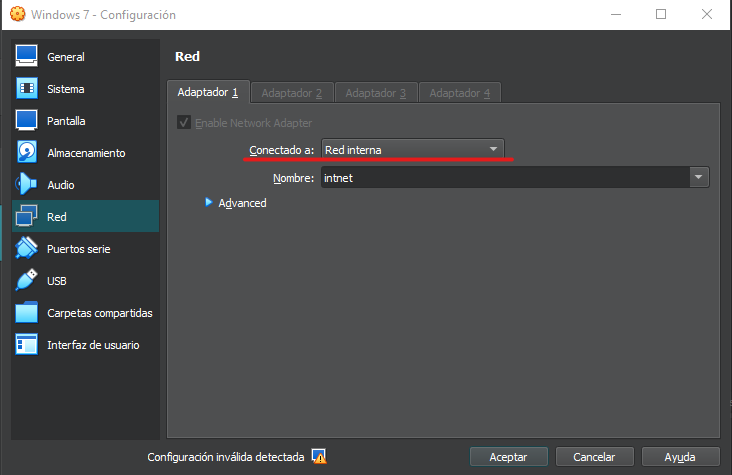 Windows 7 - Configuración
General
Sistema
Pantalla
Almacenamiento
Audio
Red
Puertos serie
USB
Carpetas compartidas
Interfaz de usuario
Red
Adaptador 1 Adaptador 2 Adaptador 3 Adaptador 4
Enable Network Adapter
Conectado a: Red interna
Nombre: intnet
Advanced
Configuración inválida detectada Aceptar Cancelar Ayuda